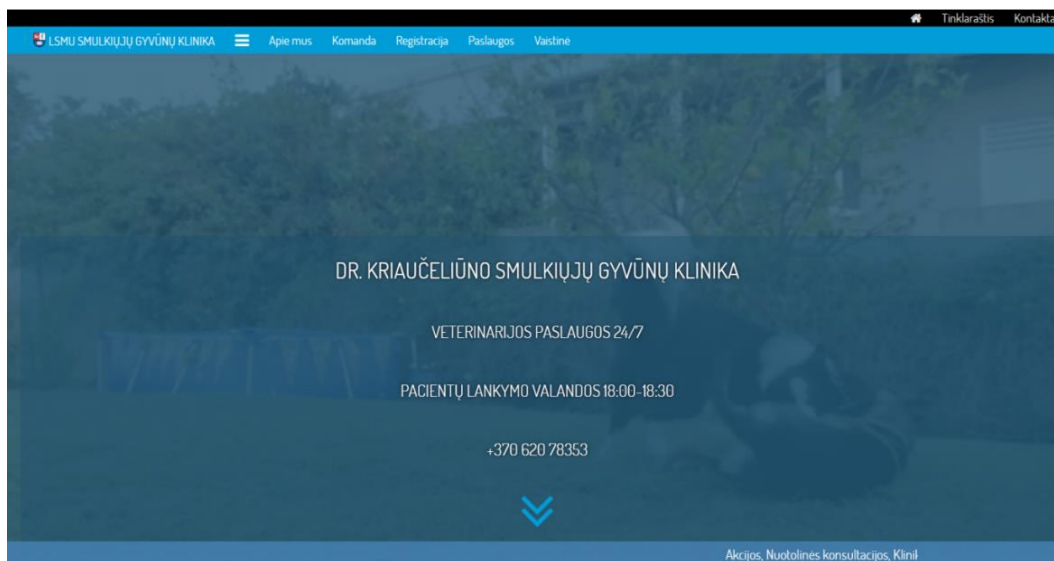 Tinklaraštis Kontakta
LSMU SMULKIŲJŲ GYVŪNŲ KLINIKA Apie mus Komanda Registracija Paslaugos Vaistinė
DR. KRIAUČELIŪNO SMULKIŲJŲ GYVŪNŲ KLINIKA
VETERINARIJOS PASLAUGOS 24/7
PACIENTŲ LANKYMO VALANDOS 18:00-18:30
+370 620 78353
Akcijos, Nuotolinės konsultacijos, Klinik